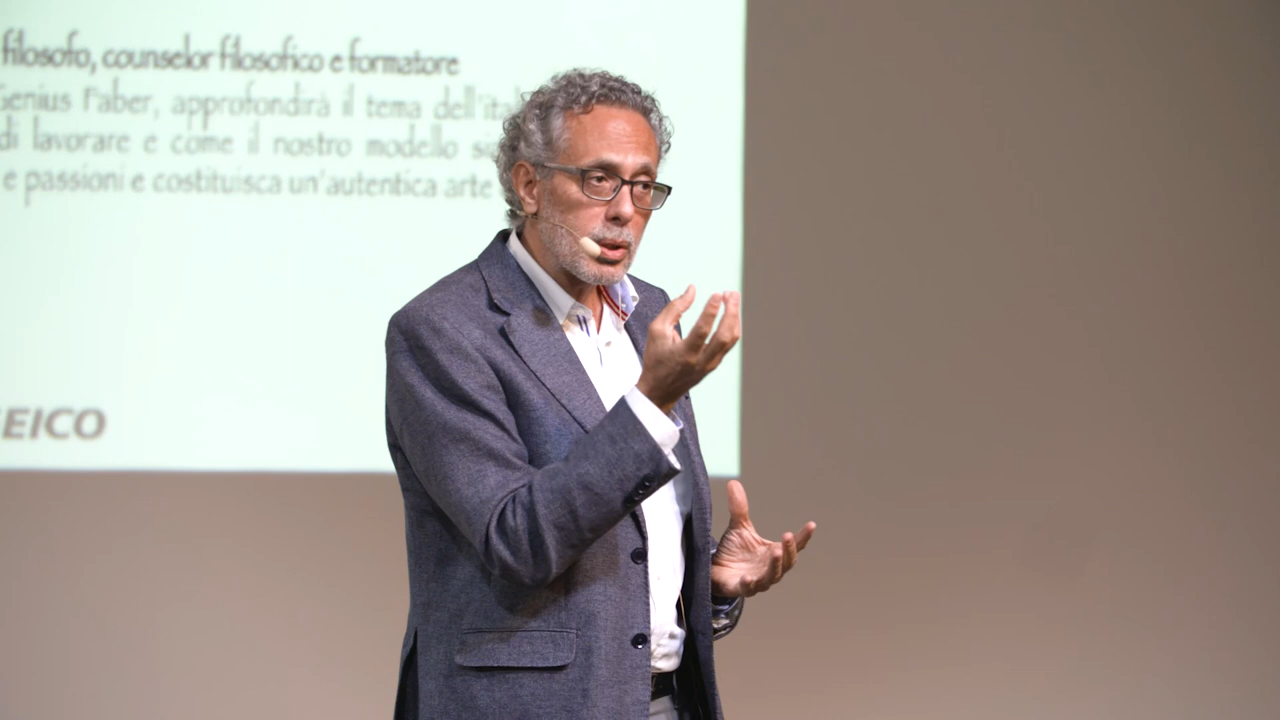 filosofo, counselor filosofico e formatore
Genius Faber, approfondirà il tema dell'ital
di lavorare e come il nostro modello
e passioni e costituisca un'autentica arte
EICO